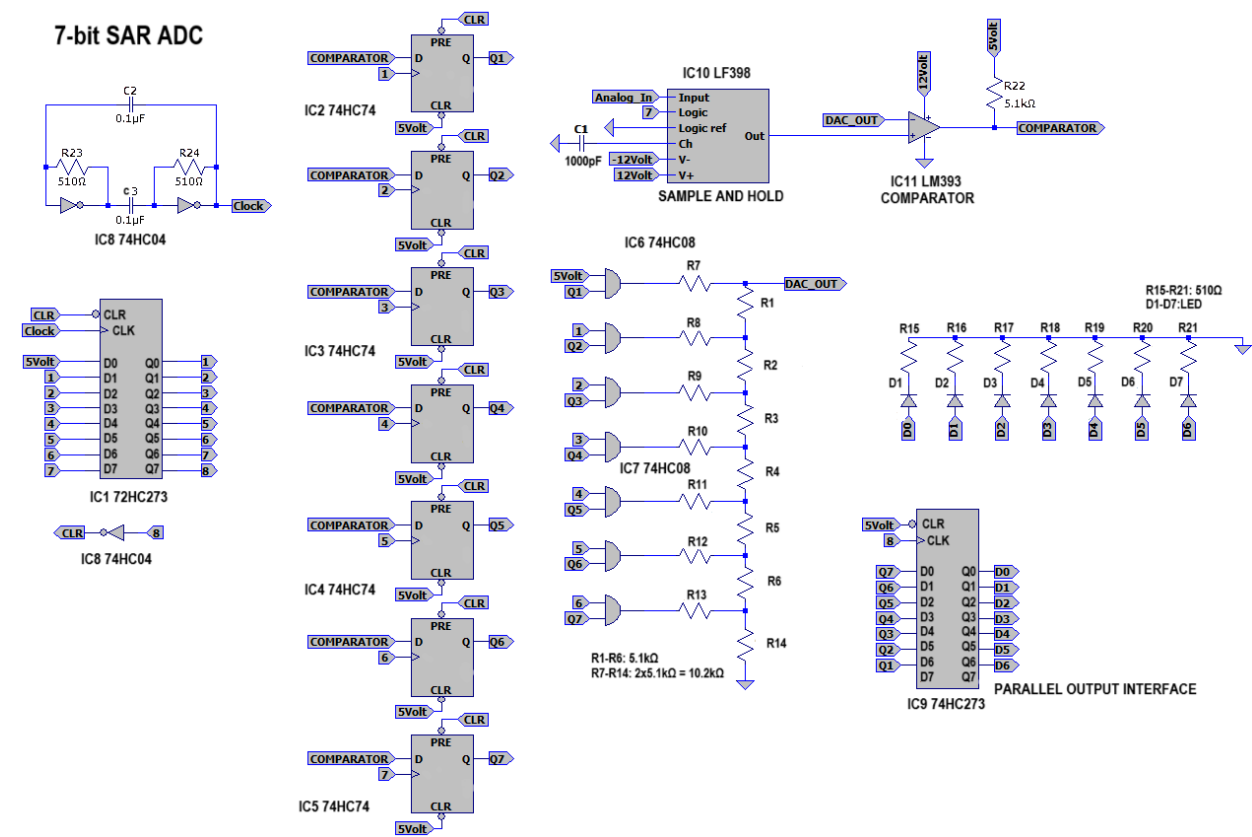 7-bit SAR ADC
C2
0.1µF
R23
510Ω
R24
510Ω
C3
0.1µF
Clock
IC8 74HC04
CLR
Clock
5Volt
1
2
3
4
5
6
7
CLR
CLK
D0
D1
D2
D3
D4
D5
D6
D7
Q0
Q1
Q2
Q3
Q4
Q5
Q6
Q7
1
2
3
4
5
6
7
8
IC1 72HC273
CLR
8
IC8 74HC04
CLR
PRE
COMPARATOR
D
Q
Q1
1
CLR
IC2 74HC74
5Volt
CLR
PRE
COMPARATOR
D
Q
Q2
2
CLR
5Volt
CLR
PRE
COMPARATOR
D
Q
Q3
3
CLR
IC3 74HC74
5Volt
CLR
PRE
COMPARATOR
D
Q
Q4
4
CLR
5Volt
CLR
PRE
COMPARATOR
D
Q
Q5
5
CLR
IC4 74HC74
5Volt
CLR
PRE
COMPARATOR
D
Q
Q6
6
CLR
5Volt
CLR
PRE
COMPARATOR
D
Q
Q7
7
IC5 74HC74
CLR
5Volt
IC10 LF398
Analog_In
7
C1
1000pF
-12Volt
12Volt
Input
Logic
Logic ref
Ch
V-
V+
Out
SAMPLE AND HOLD
DAC_OUT
12Volt
5Volt
R22
5.1kΩ
COMPARATOR
IC11 LM393
COMPARATOR
IC6 74HC08
5Volt
Q1
R7
DAC_OUT
R1
1
Q2
R8
R2
2
Q3
R9
R3
3
Q4
R10
IC7 74HC08
R4
4
Q5
R11
R5
5
Q6
R12
R6
6
Q7
R13
R14
R1-R6: 5.1kΩ
R7-R14: 2x5.1kΩ = 10.2kΩ
R15-R21: 510Ω
D1-D7:LED
R15
R16
R17
R18
R19
R20
R21
D1
D2
D3
D4
D5
D6
D7
D0
D1
D2
D3
D4
D5
D6
5Volt
8
Q7
Q6
Q5
Q4
Q3
Q2
Q1
CLR
CLK
D0
D1
D2
D3
D4
D5
D6
D7
Q0
Q1
Q2
Q3
Q4
Q5
Q6
Q7
D0
D1
D2
D3
D4
D5
D6
PARALLEL OUTPUT INTERFACE
IC9 74HC273